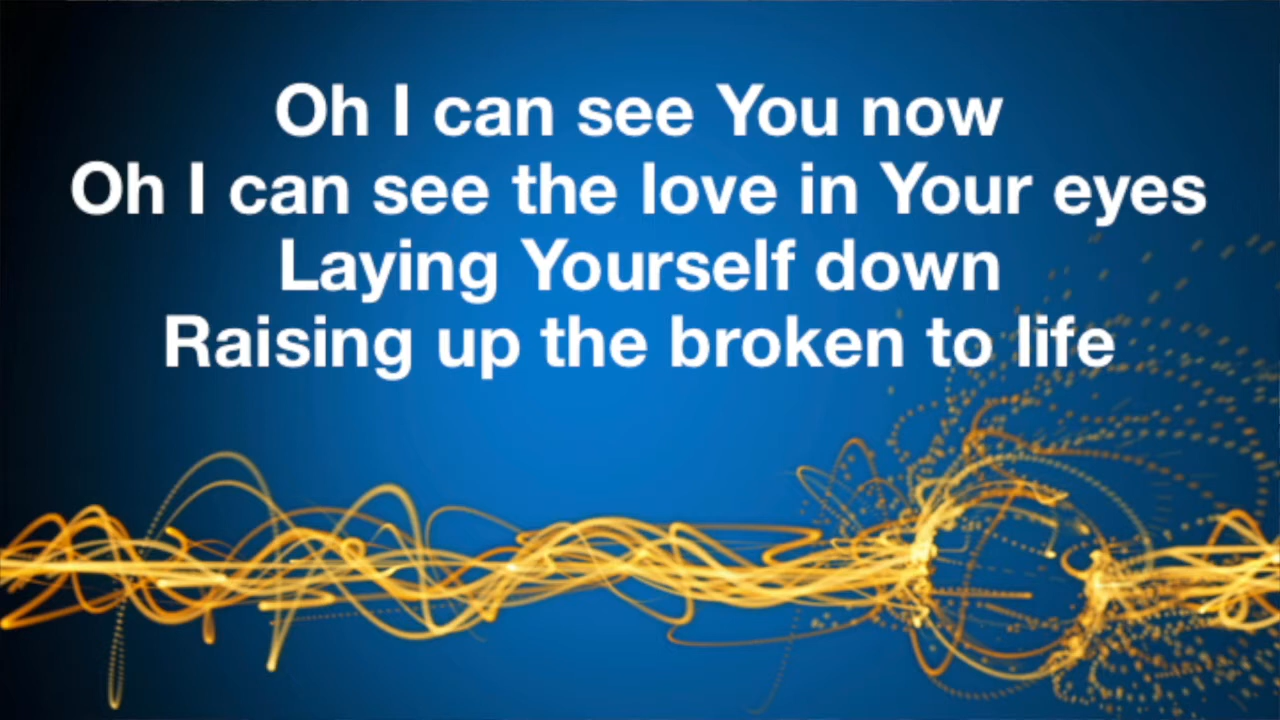 Oh I can see You now
Oh I can see the love in Your eyes
Laying Yourself down
Raising up the broken to life